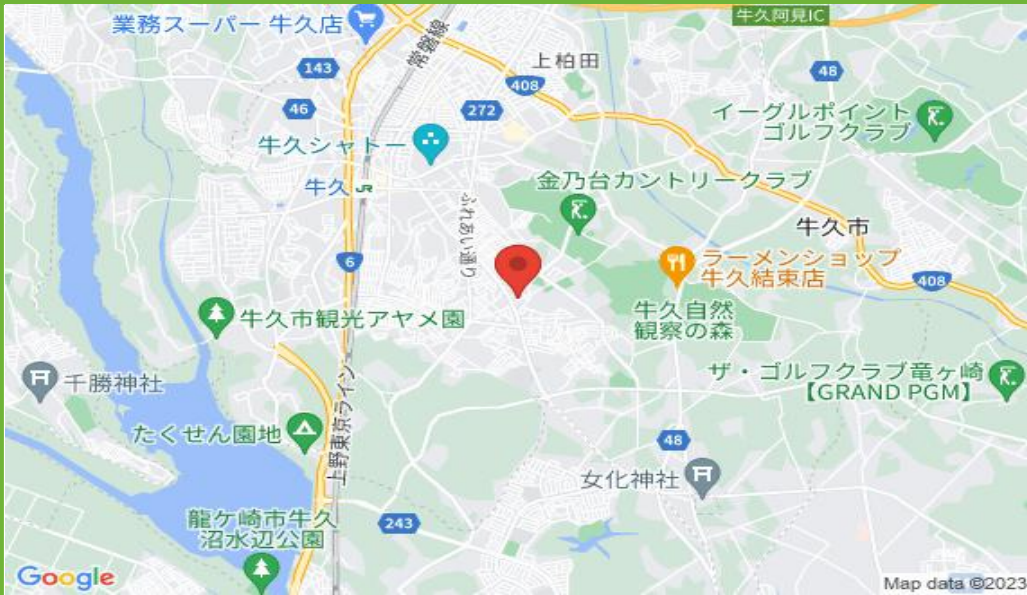 業務スーパー 牛久店
常磐線
牛久阿見IC
上柏田
143
408
48
46
272
イーグルポイント
ゴルフクラブ
牛久シャトー
牛久 JR
金乃台カントリークラブ
ふれあい通り
牛久市
ラーメンショップ
牛久結束店
6
408
牛久市観光アヤメ園
牛久自然
観察の森
千勝神社
ザ・ゴルフクラブ竜ヶ崎
【GRAND PGM】
上野東京ライン
たくせん園地
48
女化神社
龍ケ崎市牛久
沼水辺公園
243
Google
Map data ©2023